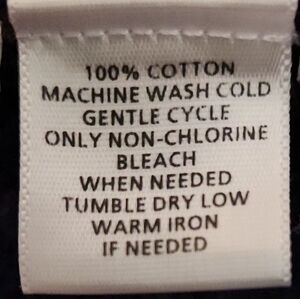 100% COTTON
MACHINE WASH COLD
GENTLE CYCLE
ONLY NON-CHLORINE
BLEACH
WHEN NEEDED
TUMBLE DRY LOW
WARM IRON
IF NEEDED